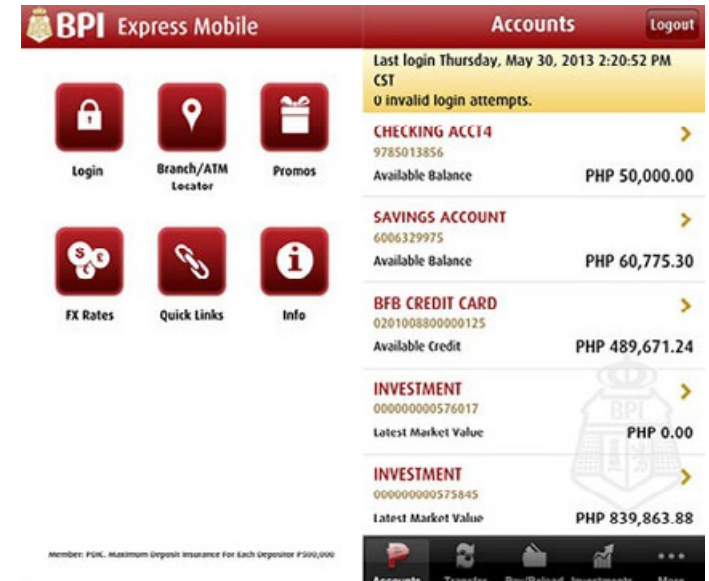 BPI Express Mobile
Login
Branch/ATM
Locator
Promos
FX Rates
Quick Links
Info
Member: PDIC. Maximum Deposit Insurance For Each Depositor P500,000
Accounts
Logout
Last login Thursday, May 30, 2013 2:20:52 PM
CST
0 invalid login attempts.
CHECKING ACCT4
9785013856
Available Balance
PHP 50,000.00
SAVINGS ACCOUNT
6006329975
Available Balance
PHP 60,775.30
BFB CREDIT CARD
0201008800000125
Available Credit
PHP 489,671.24
INVESTMENT
000000000576017
Latest Market Value
PHP 0.00
INVESTMENT
000000000575845
Latest Market Value
PHP 839,863.88
BPI
Accounts
Transfer
Pay/Reload
Investments
More